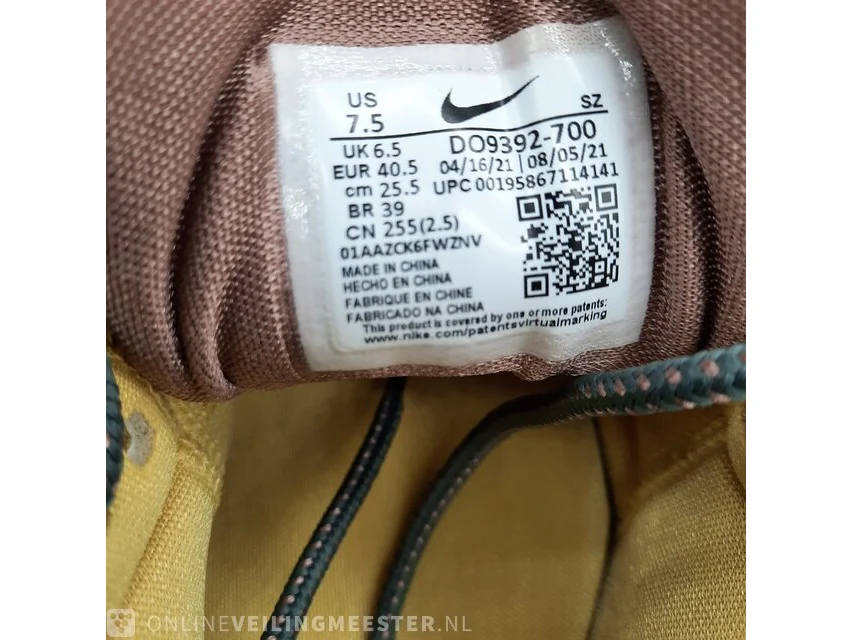 US
7.5
SZ
UK 6.5 DO9392-700
EUR 40.5 04/16/21 | 08/05/21
cm 25.5 UPC 00195867114141
BR 39
CN 255(2.5)
01AAZCK6FWZNV
MADE IN CHINA
HECHO EN CHINA
FABRIQUE EN CHINE
FABRICADO NA CHINA
This product is covered by one or more patents:
www.nike.com/patentsvirtualmarking
ONLINEVEILINGMEESTER.NL